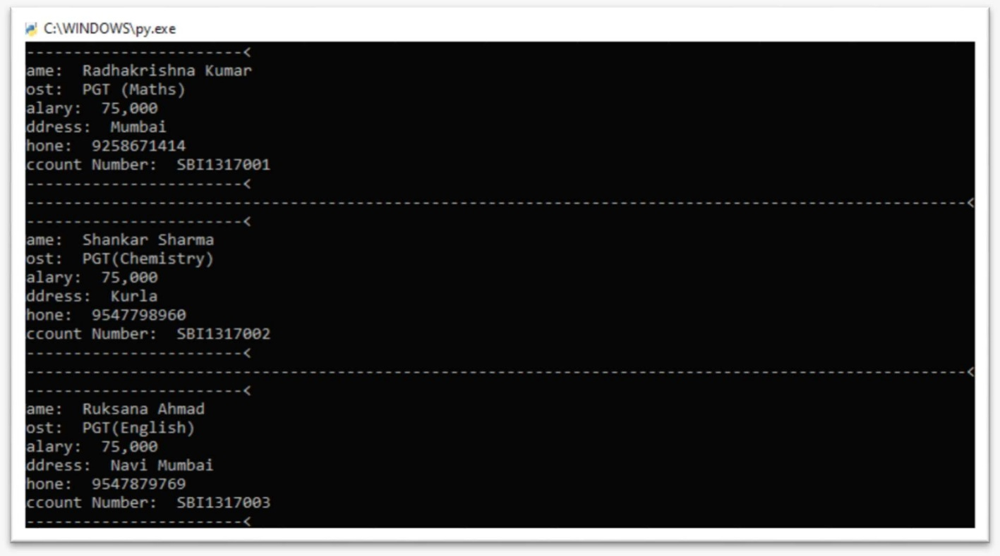 C:\WINDOWS\py.exe
-----------------------<
ame:  Radhakrishna Kumar
ost:  PGT (Maths)
alary:  75,000
ddress:  Mumbai
hone:  9258671414
ccount Number:  SBI1317001
-----------------------<
----------------------------------------------------------------------------------------------------<
-----------------------<
ame:  Shankar Sharma
ost:  PGT(Chemistry)
alary:  75,000
ddress:  Kurla
hone:  9547798960
ccount Number:  SBI1317002
-----------------------<
----------------------------------------------------------------------------------------------------<
-----------------------<
ame:  Ruksana Ahmad
ost:  PGT(English)
alary:  75,000
ddress:  Navi Mumbai
hone:  9547879769
ccount Number:  SBI1317003
-----------------------<